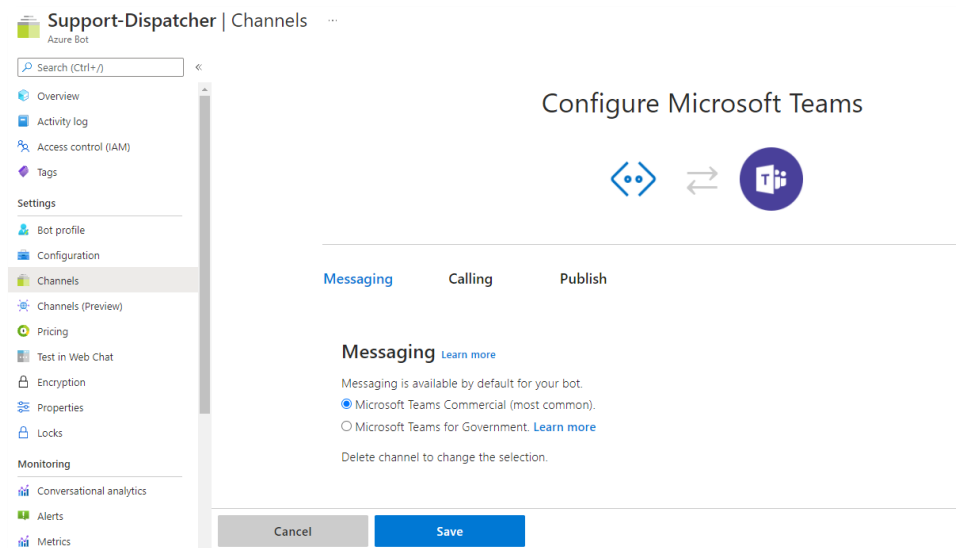 Support-Dispatcher | Channels ...
Azure Bot
Search (Ctrl+/)
«
Overview
Activity log
Access control (IAM)
Tags
Settings
Bot profile
Configuration
Channels
Channels (Preview)
Pricing
Test in Web Chat
Encryption
Properties
Locks
Monitoring
Conversational analytics
Alerts
Metrics
Configure Microsoft Teams
T
Messaging Calling Publish
Messaging Learn more
Messaging is available by default for your bot.
Microsoft Teams Commercial (most common).
Microsoft Teams for Government. Learn more
Delete channel to change the selection.
Cancel Save